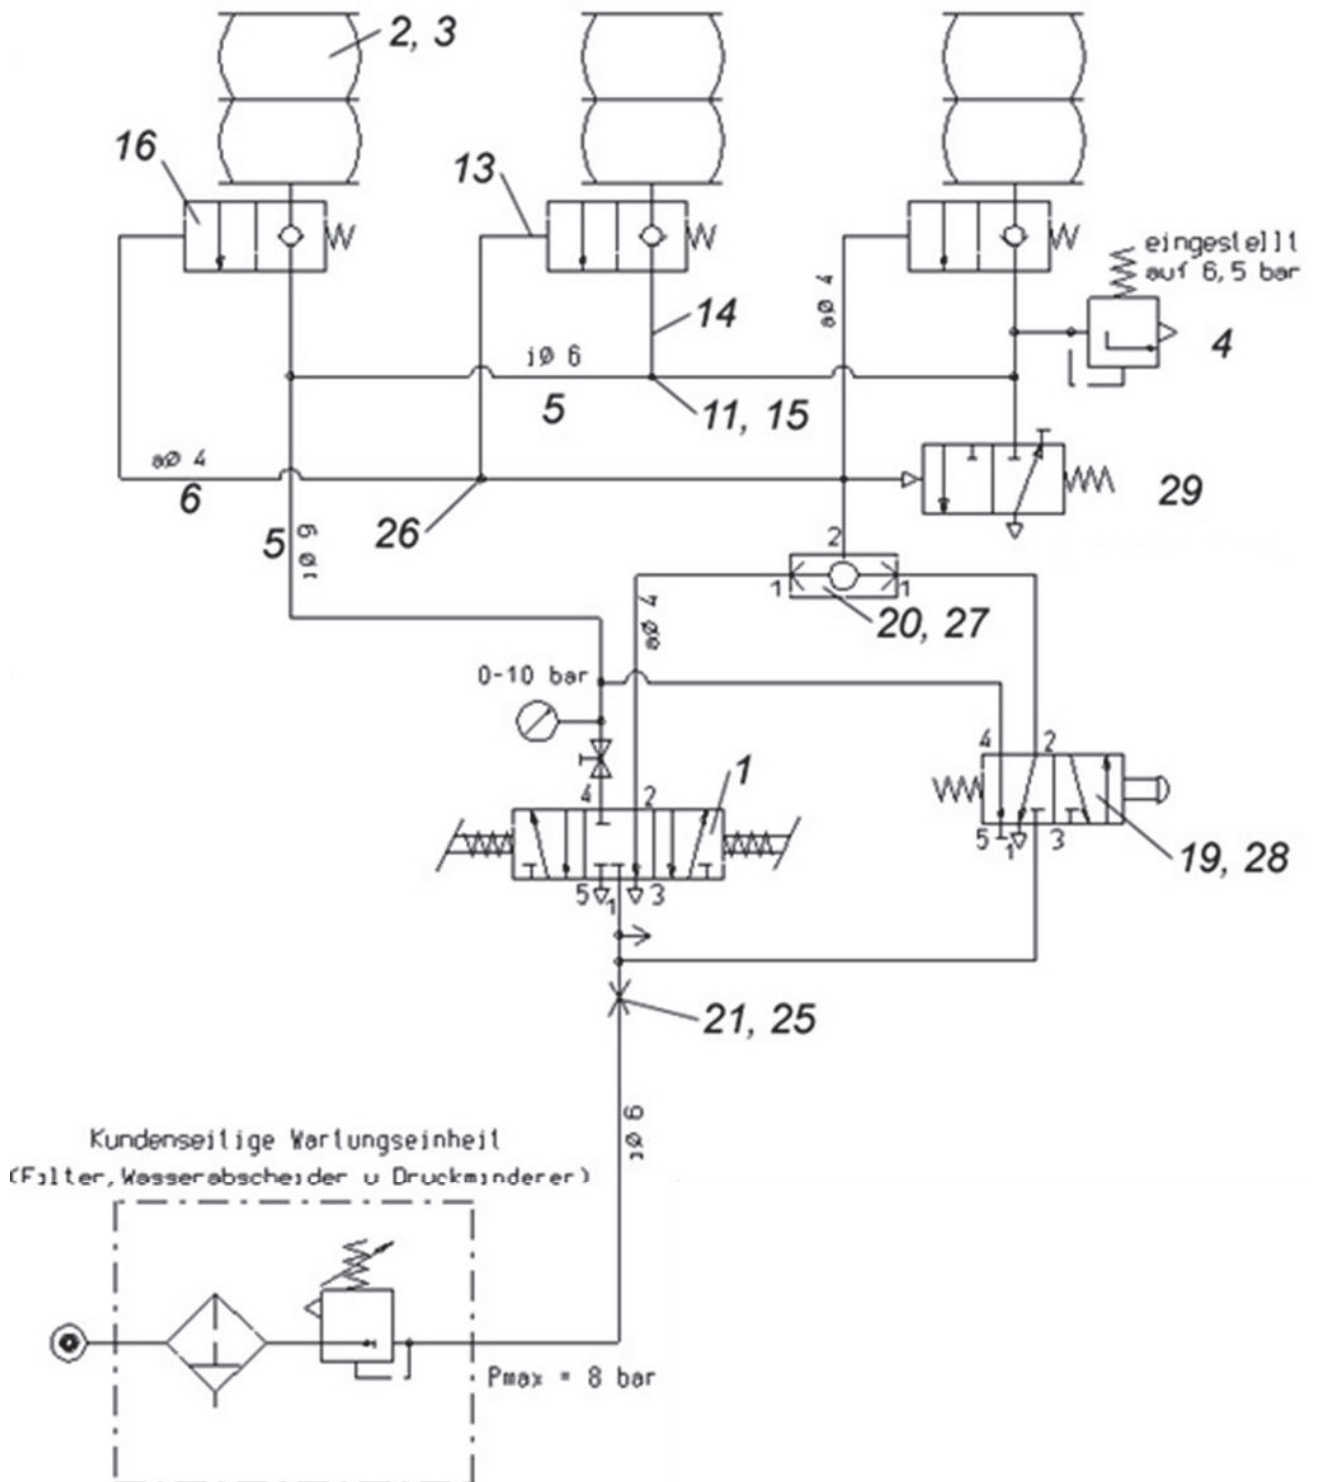 2, 3
16
13
eingestellt
auf 6,5 bar
aø 4
14
4
iø 6
5
11, 15
aø 4
6
29
5
iø 6
26
2
1
1
aø 4
20, 27
0-10 bar
4
2
1
4
2
5
1
3
19, 28
5
1
3
21, 25
iø 6
Kundenseitige Wartungseinheit
(Filter, Wasserabscheider u Druckminderer)
Pmax = 8 bar